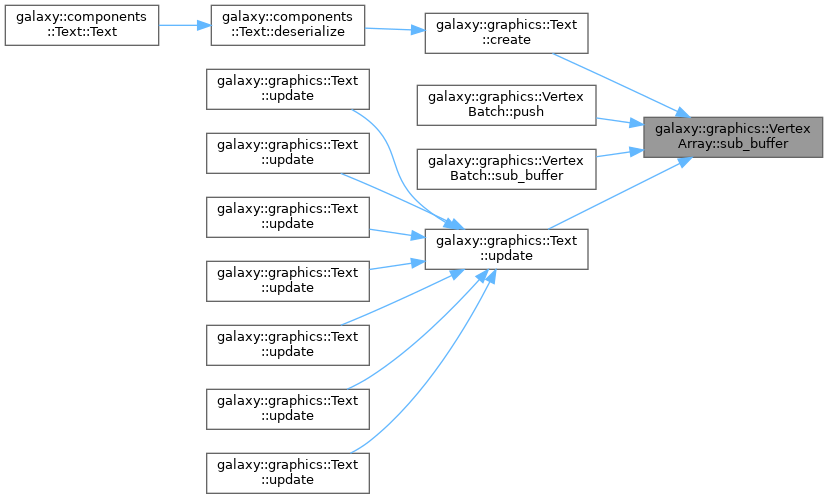 galaxy::components
::Text::Text
galaxy::components
::Text::deserialize
galaxy::graphics::Text
::create
galaxy::graphics::Text
::update
galaxy::graphics::Vertex
Batch::push
galaxy::graphics::Vertex
Array::sub_buffer
galaxy::graphics::Text
::update
galaxy::graphics::Vertex
Batch::sub_buffer
galaxy::graphics::Text
::update
galaxy::graphics::Text
::update
galaxy::graphics::Text
::update
galaxy::graphics::Text
::update
galaxy::graphics::Text
::update
galaxy::graphics::Text
::update